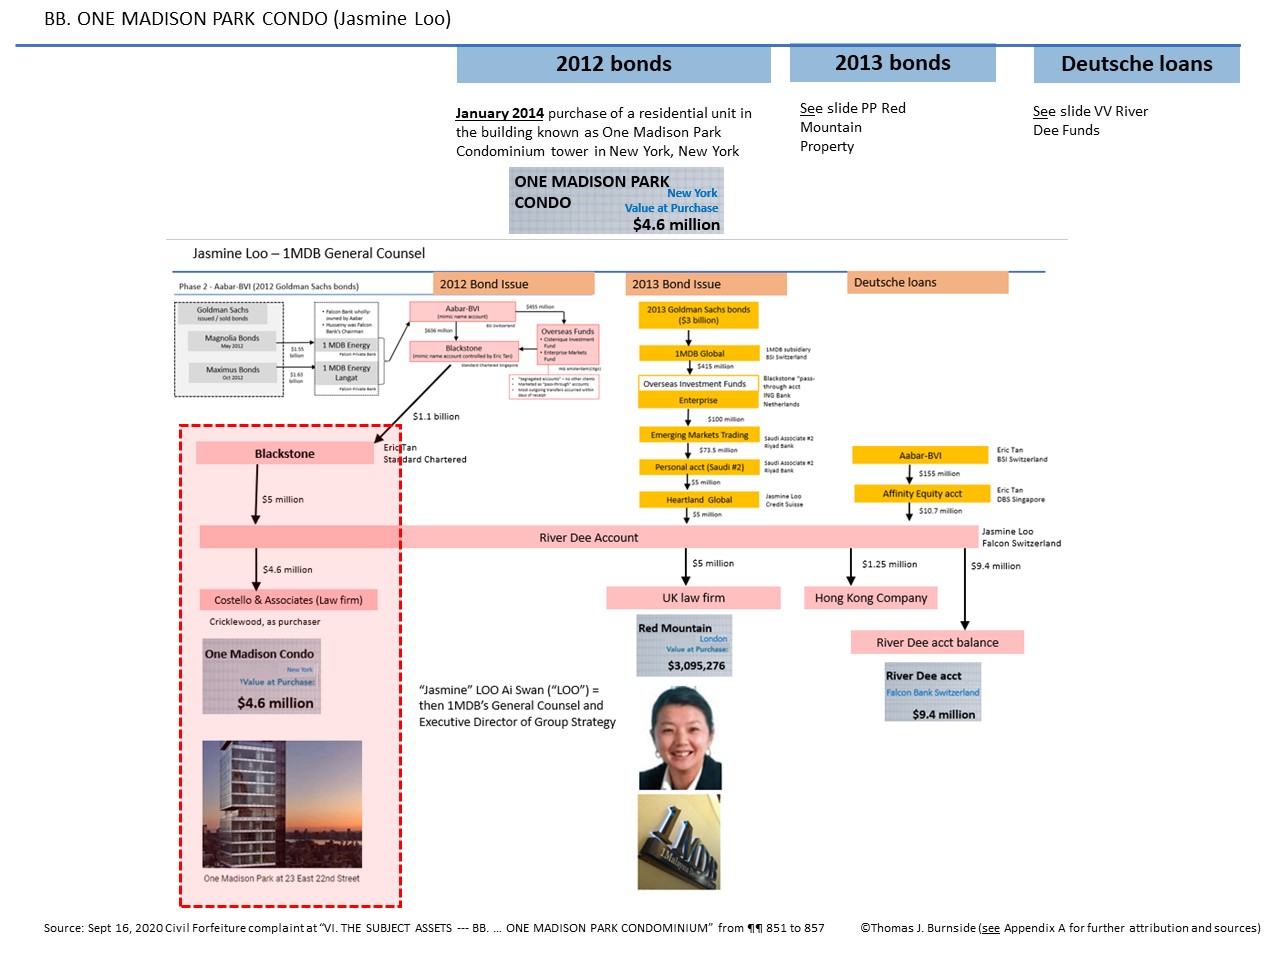 BB. ONE MADISON PARK CONDO (Jasmine Loo)
2012 bonds
2013 bonds
Deutsche loans
January 2014 purchase of a residential unit in
the building known as One Madison Park
Condominium tower in New York, New York
See slide PP Red
Mountain
Property
See slide VV River
Dee Funds
ONE MADISON PARK
CONDO
New York
Value at Purchase
$4.6 million
Jasmine Loo – 1MDB General Counsel
Phase 2 - Aabar-BVI (2012 Goldman Sachs bonds)
2012 Bond Issue
2013 Bond Issue
Deutsche loans
Goldman Sachs
issued / sold bonds
Magnolia Bonds
May 2012
Maximus Bonds
Oct 2012
$1.55
billion
$1.63
billion
• Falcon Bank wholly-
owned by Aabar
• Husseiny was Falcon
Bank's Chairman
1 MDB Energy
Falcon Private Bank
1 MDB Energy
Langat
Falcon Private Bank
Aabar-BVI
(mimic name account)
BSI Switzerland
$455 million
$636 million
Blackstone
(mimic name account controlled by Eric Tan)
Standard Chartered Singapore
Overseas Funds
• Cistenique Investment
Fund
• Enterprise Markets
Fund
• "Segregated accounts" – no other clients
• Marketed as "pass-through" accounts
• Most outgoing transfers occurred within
days of receipt
$1.1 billion
Blackstone
Eric Tan
Standard Chartered
$5 million
River Dee Account
Jasmine Loo
Falcon Switzerland
$4.6 million
Costello & Associates (Law firm)
Cricklewood, as purchaser
One Madison Condo
New York
Value at Purchase:
$4.6 million
One Madison Park at 23 East 22nd Street
2013 Goldman Sachs bonds
($3 billion)
1MDB Global
1MDB subsidiary
BSI Switzerland
$415 million
Overseas Investment Funds
Enterprise
Blackstone "pass-
through acct
ING Bank
Netherlands
$100 million
Emerging Markets Trading
Saudi Associate #2
Riyad Bank
$73.5 million
Personal acct (Saudi #2)
Saudi Associate #2
Riyad Bank
$5 million
Heartland Global
Jasmine Loo
Credit Suisse
$5 million
Aabar-BVI
Eric Tan
BSI Switzerland
$155 million
Affinity Equity acct
Eric Tan
DBS Singapore
$10.7 million
$5 million
UK law firm
Red Mountain
London
Value at Purchase:
$3,095,276
$1.25 million
Hong Kong Company
$9.4 million
River Dee acct balance
River Dee acct
Falcon Bank Switzerland
$9.4 million
“Jasmine” LOO Ai Swan (“LOO”) =
then 1MDB’s General Counsel and
Executive Director of Group Strategy
1MDB
Source: Sept 16, 2020 Civil Forfeiture complaint at “VI. THE SUBJECT ASSETS --- BB. … ONE MADISON PARK CONDOMINIUM” from ¶¶ 851 to 857
©Thomas J. Burnside (see Appendix A for further attribution and sources)